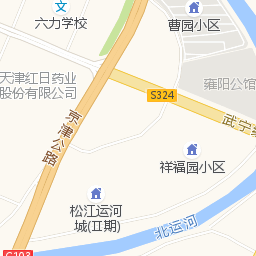 六力学校
曹园小区
天津红日药业
股份有限公司
雍阳公馆
S324
武宁
京津公路
祥福园小区
松江运河
城(II期)
北运河
G103